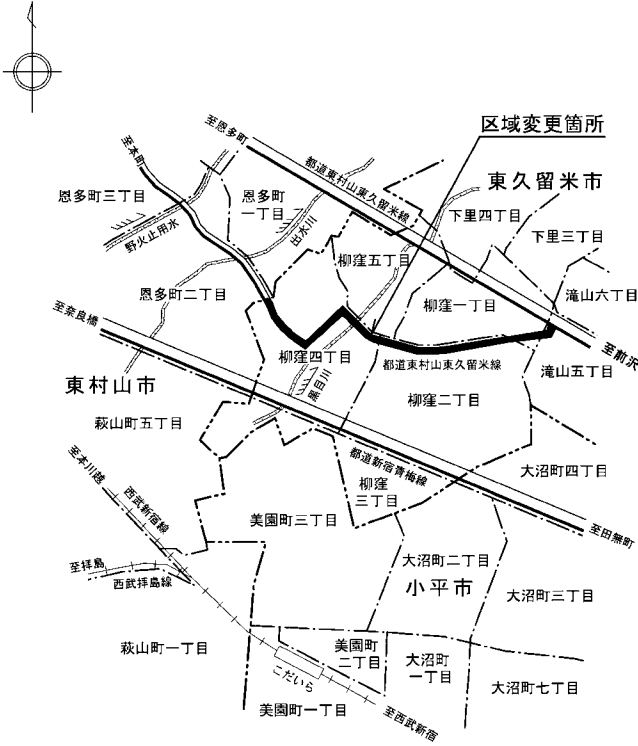 至恩多町
区域変更箇所
至本町
都道東村山東久留米線
東久留米市
恩多町三丁目
恩多町
一丁目
下里四丁目
出水川
野火止用水
下里三丁目
柳窪五丁目
恩多町二丁目
柳窪一丁目
滝山六丁目
至奈良橋
至前沢
柳窪四丁目
都道東村山東久留米線
滝山五丁目
東村山市
黒目川
柳窪二丁目
萩山町五丁目
都道新宿青梅線
至本川越
大沼町四丁目
柳窪
三丁目
西武新宿線
美園町三丁目
至田無町
至拝島
大沼町二丁目
西武拝島線
小平市
大沼町三丁目
萩山町一丁目
美園町
二丁目
大沼町
一丁目
こだいら
大沼町七丁目
美園町一丁目
至西武新宿